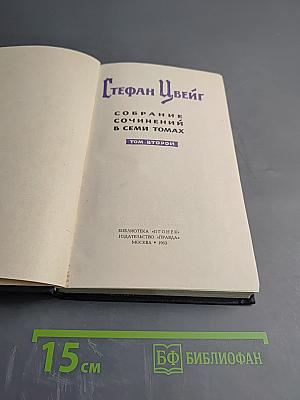 Стефан Цвейг
СОБРАНИЕ
СОЧИНЕНИЙ
В СЕМИ ТОМАХ
ТОМ ВТОРОЙ
БИБЛИОТЕКА «ОГОНЕК»
ИЗДАТЕЛЬСТВО «ПРАВДА»
МОСКВА • 1963
15 см
БФ БИБЛИОФАН